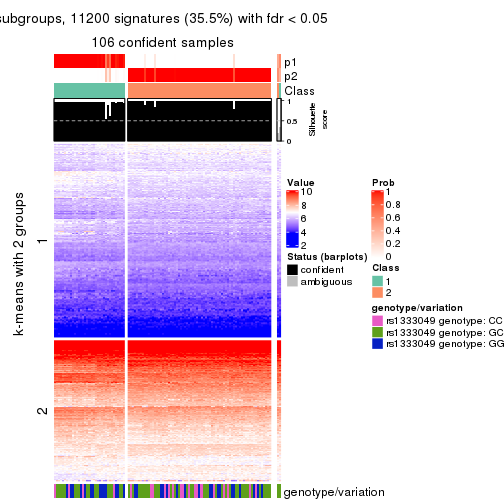 subgroups, 11200 signatures (35.5%) with fdr < 0.05
106 confident samples
p1
p2
Class
1
0.5
0
Silhouette
score
k-means with 2 groups
1
2
Value
10
8
6
4
2
Prob
1
0.8
0.6
0.4
0.2
0
Status (barplots)
confident
ambiguous
Class
1
2
genotype/variation
rs1333049 genotype: CC
rs1333049 genotype: GC
rs1333049 genotype: GG
genotype/variation